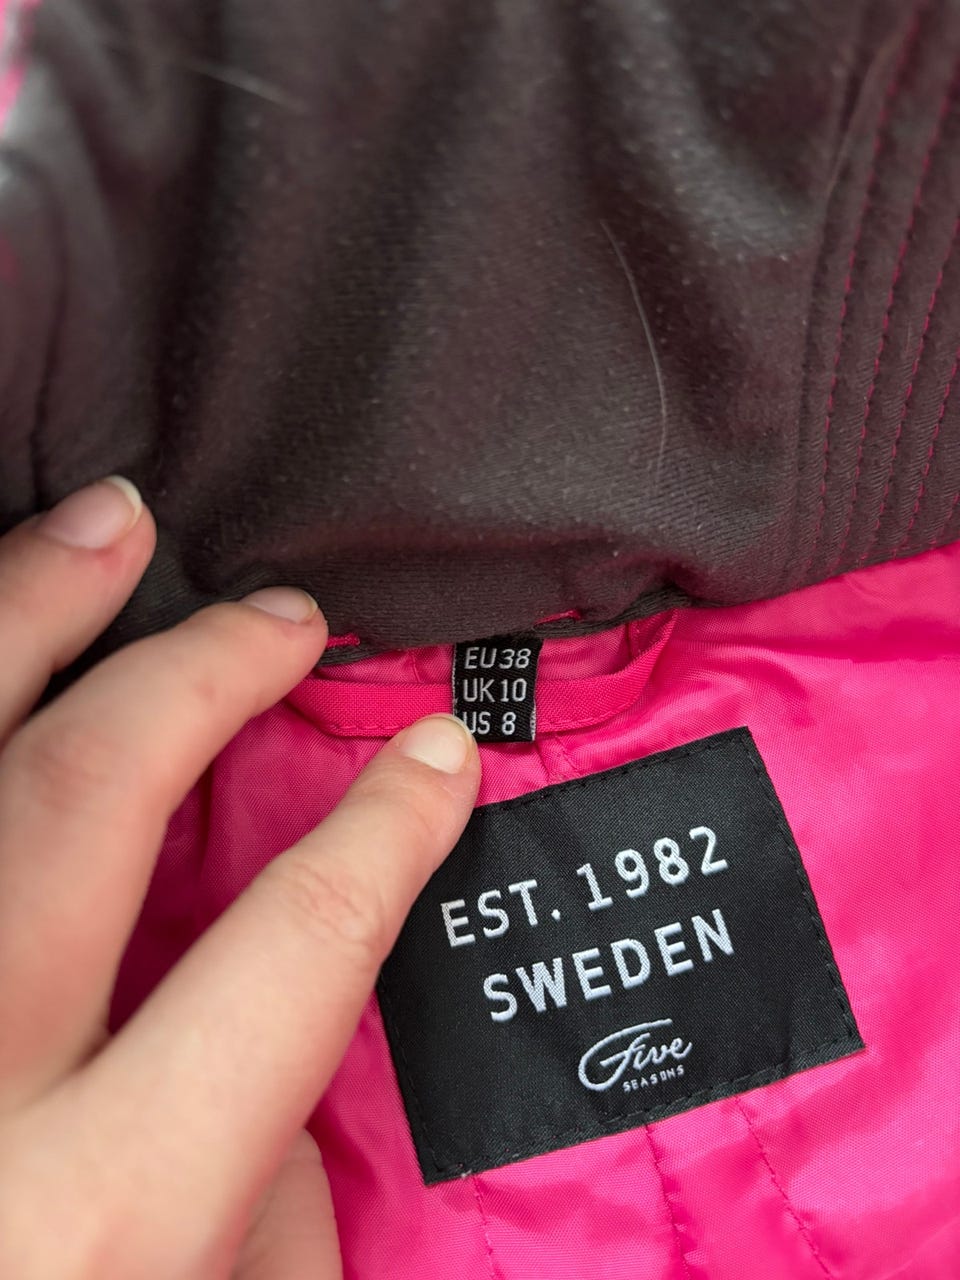 EU 38
UK 10
US 8
EST. 1982
SWEDEN
Five
SEASONS